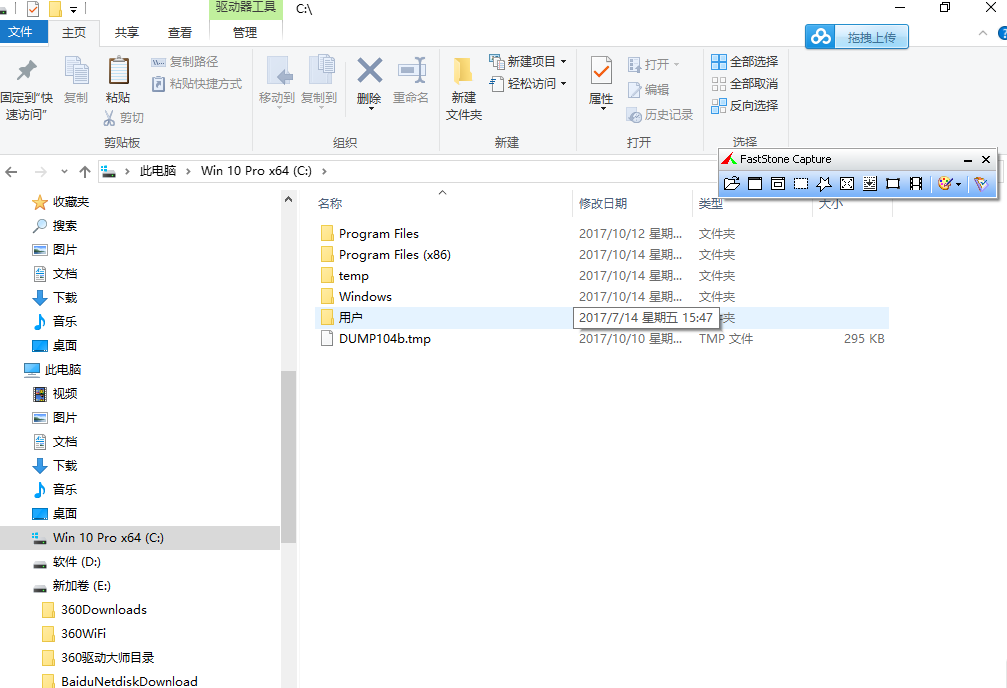 驱动器工具
C:\
文件
主页
共享
查看
管理
拖拽上传
固定到"快
速访问"
复制
粘贴
复制路径
粘贴快捷方式
剪切
剪贴板
移动到
复制到
删除
重命名
组织
新建
文件夹
新建项目
轻松访问
新建
属性
打开
编辑
历史记录
打开
全部选择
全部取消
反向选择
选择
FastStone Capture
此电脑
Win 10 Pro x64 (C:)
收藏夹
搜索
图片
文档
下载
音乐
桌面
此电脑
视频
图片
文档
下载
音乐
桌面
Win 10 Pro x64 (C:)
软件 (D:)
新加卷 (E:)
360Downloads
360WiFi
360驱动大师目录
BaiduNetdiskDownload
名称 修改日期 类型 大小
Program Files 2017/10/12 星期... 文件夹
Program Files (x86) 2017/10/14 星期... 文件夹
temp 2017/10/14 星期... 文件夹
Windows 2017/10/14 星期... 文件夹
用户 2017/7/14 星期五 15:47 夹
DUMP104b.tmp 2017/10/10 星期... TMP 文件 295 KB